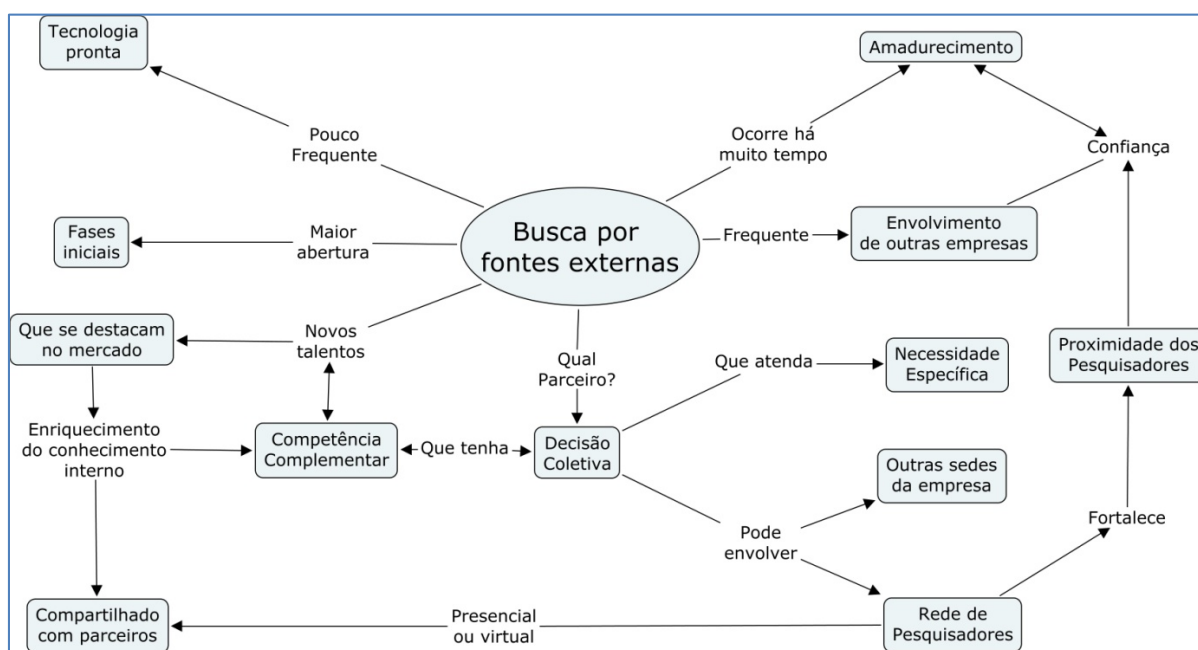 Tecnologia
pronta
Amadurecimento
Pouco
Frequente
Ocorre há
muito tempo
Confiança
Fases
iniciais
Maior
abertura
Busca por
fontes externas
Frequente
Envolvimento
de outras empresas
Que se destacam
no mercado
Novos
talentos
Qual
Parceiro?
Que atenda
Necessidade
Específica
Proximidade dos
Pesquisadores
Enriquecimento
do conhecimento
interno
Competência
Complementar
Que tenha
Decisão
Coletiva
Outras sedes
da empresa
Pode
envolver
Fortalece
Compartilhado
com parceiros
Presencial
ou virtual
Rede de
Pesquisadores